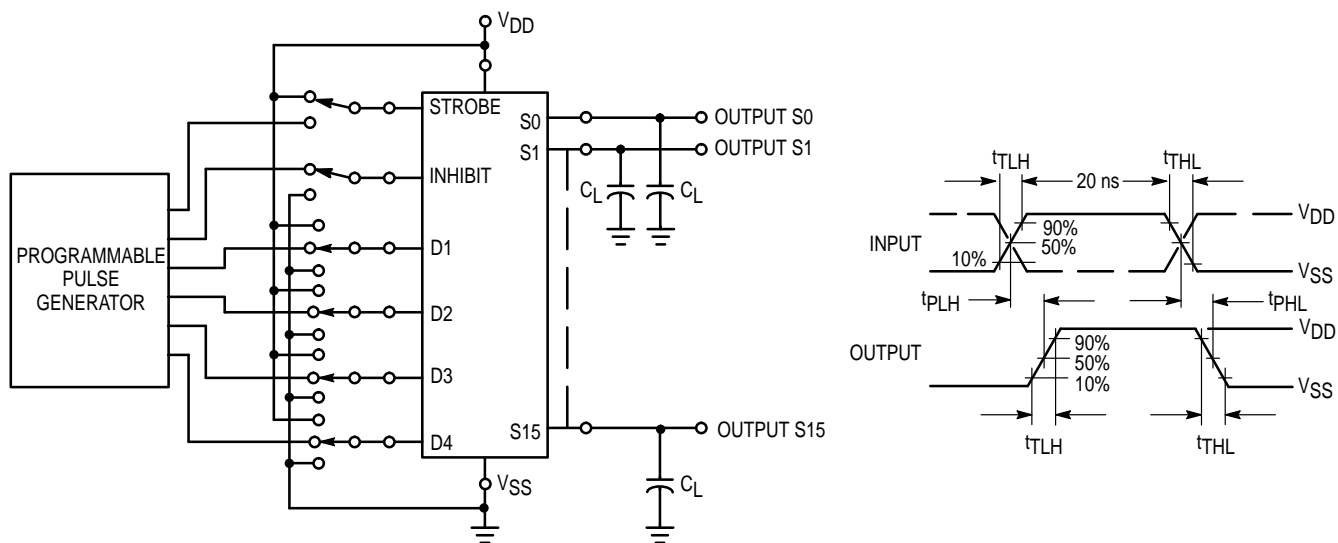 VDD
STROBE
INHIBIT
D1
D2
D3
D4
S0
S1
S15
OUTPUT S0
OUTPUT S1
OUTPUT S15
CL
CL
CL
VSS
PROGRAMMABLE
PULSE
GENERATOR
tTLH
tTHL
20 ns
INPUT
90%
50%
10%
VDD
VSS
tPLH
tPHL
OUTPUT
90%
50%
10%
VDD
VSS
tTLH
tTHL